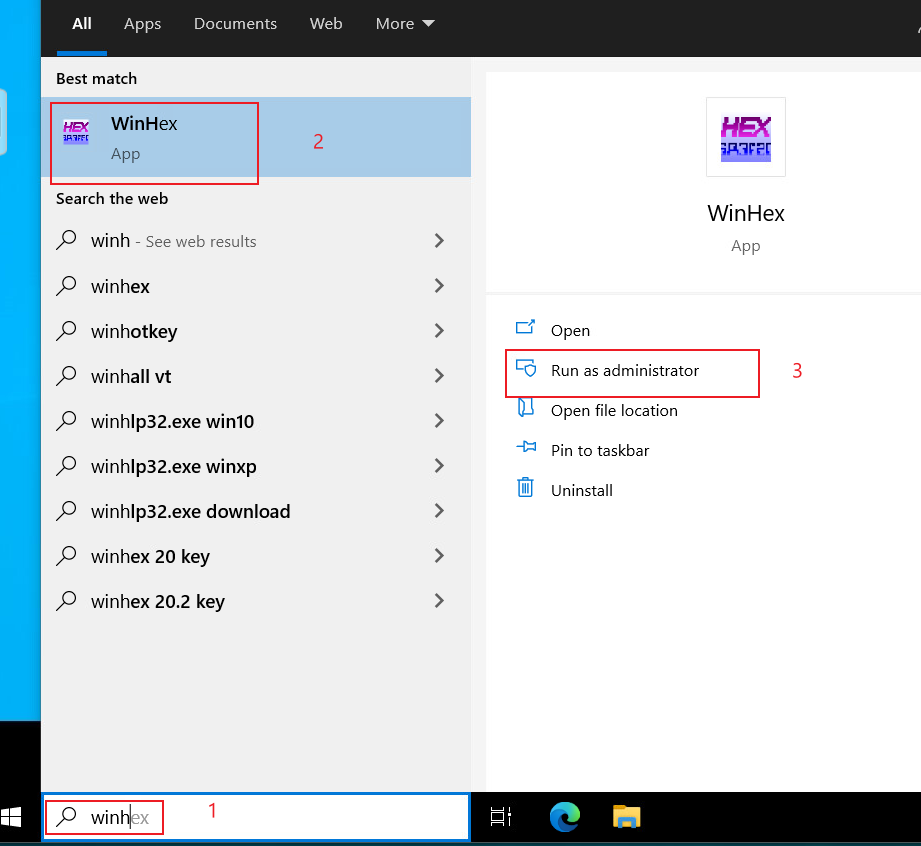 All Apps Documents Web More
Best match
WinHex
App
2
Search the web
winh - See web results
winhex
winhotkey
winhall vt
winhlp32.exe win10
winhlp32.exe winxp
winhlp32.exe download
winhex 20 key
winhex 20.2 key
HEX
WinHex
App
Open
Run as administrator
3
Open file location
Pin to taskbar
Uninstall
winhex
1